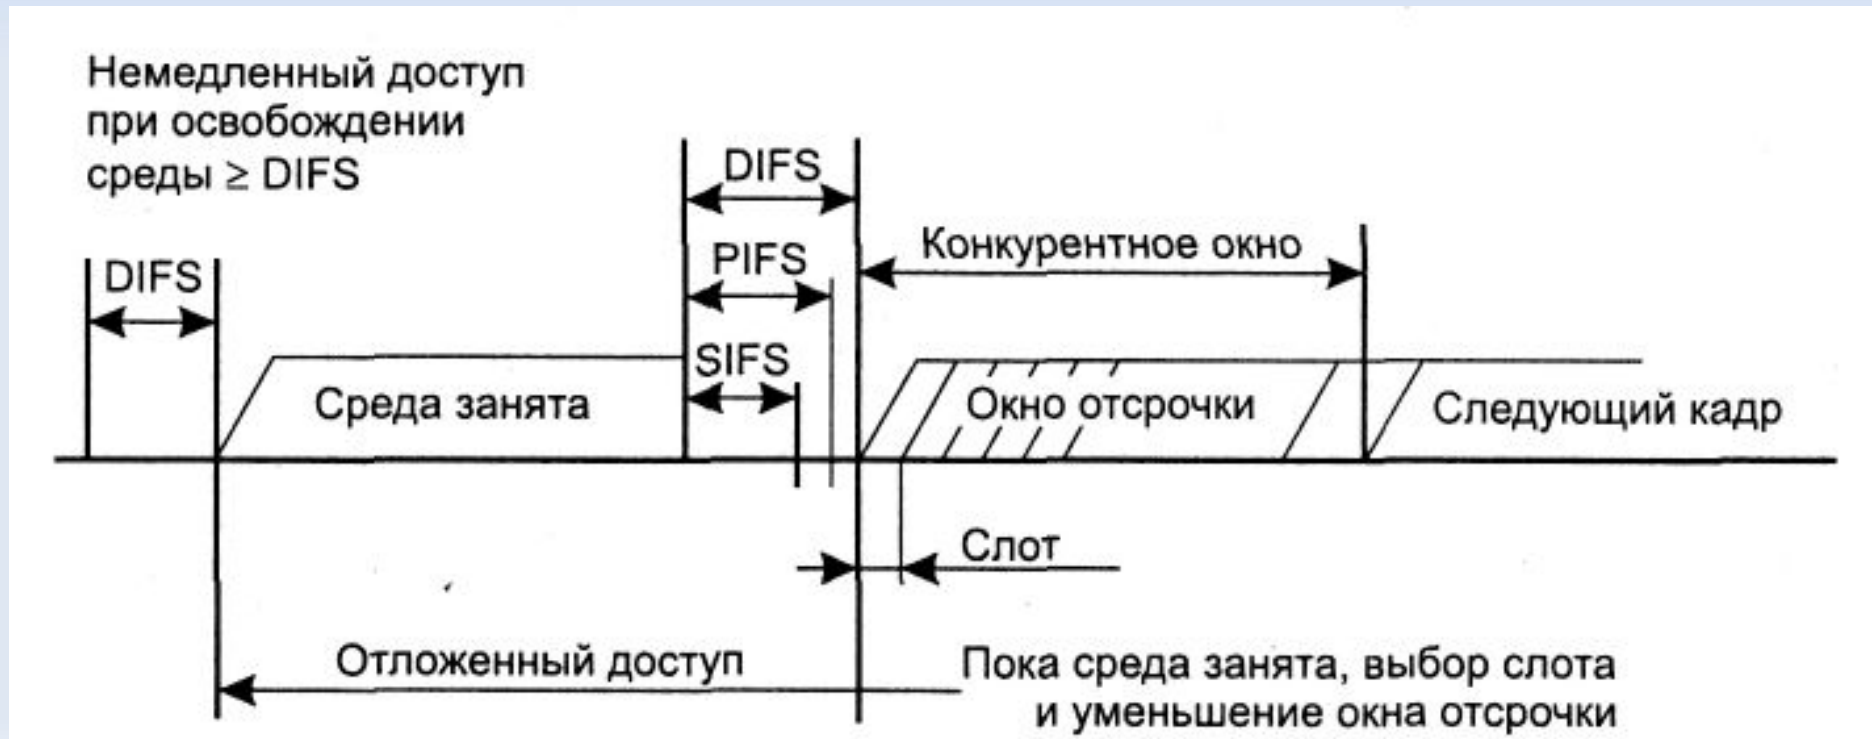 Немедленный доступ
при освобождении
среды ≥ DIFS
DIFS
DIFS
PIFS
SIFS
Конкурентное окно
Среда занята
Окно отсрочки
Следующий кадр
Слот
Отложенный доступ
Пока среда занята, выбор слота
и уменьшение окна отсрочки